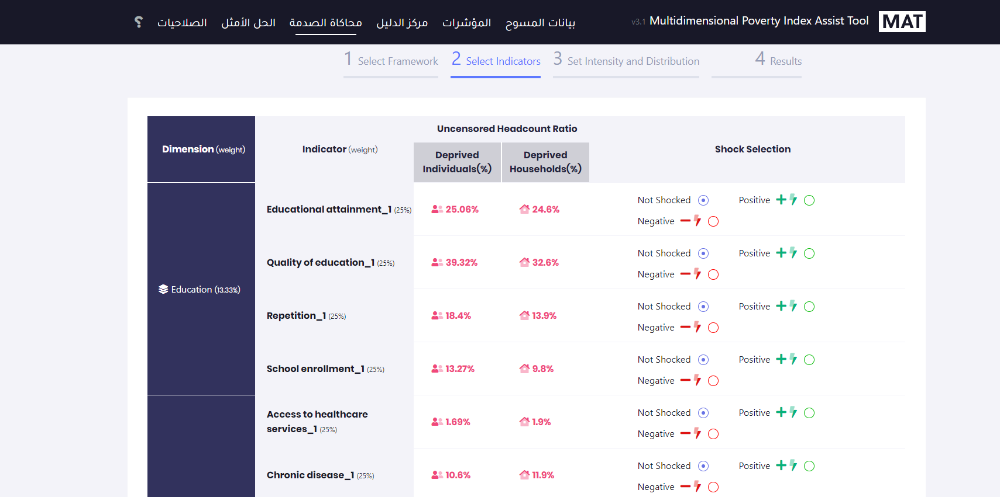 MAT
Multidimensional Poverty Index Assist Tool v3.1
بيانات المسوح
المؤشرات
مركز الدليل
محاكاة الصدمة
الحل الأمثل
الصلاحيات
?
1 Select Framework
2 Select Indicators
3 Set Intensity and Distribution
4 Results
Dimension (weight)
Indicator (weight)
Uncensored Headcount Ratio
Deprived
Individuals(%)
Deprived
Households(%)
Shock Selection
Education (13.33%)
Educational attainment_1 (25%)
25.06%
24.6%
Not Shocked
Positive
Negative
Quality of education_1 (25%)
39.32%
32.6%
Not Shocked
Positive
Negative
Repetition_1 (25%)
18.4%
13.9%
Not Shocked
Positive
Negative
School enrollment_1 (25%)
13.27%
9.8%
Not Shocked
Positive
Negative
Access to healthcare
services_1 (25%)
1.69%
1.9%
Not Shocked
Positive
Negative
Chronic disease_1 (25%)
10.6%
11.9%
Not Shocked
Positive
Negative